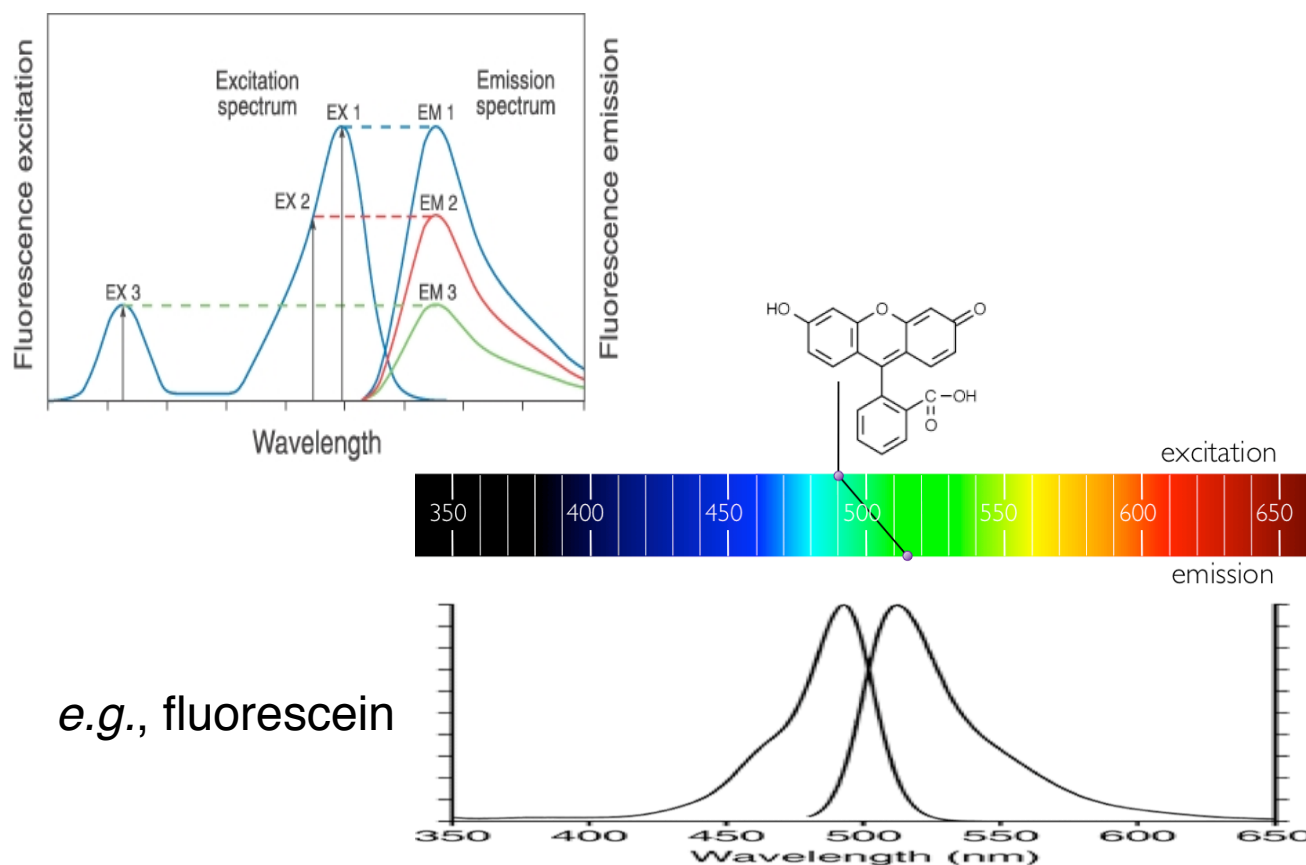 Fluorescence excitation
Excitation
spectrum
Emission
spectrum
EX 1
EM 1
EX 2
EM 2
EX 3
EM 3
Fluorescence emission
Wavelength
HO
O
O
C
OH
O
excitation
350
400
450
500
550
600
650
emission
e.g., fluorescein
350
400
450
500
550
600
650
Wavelength (nm)